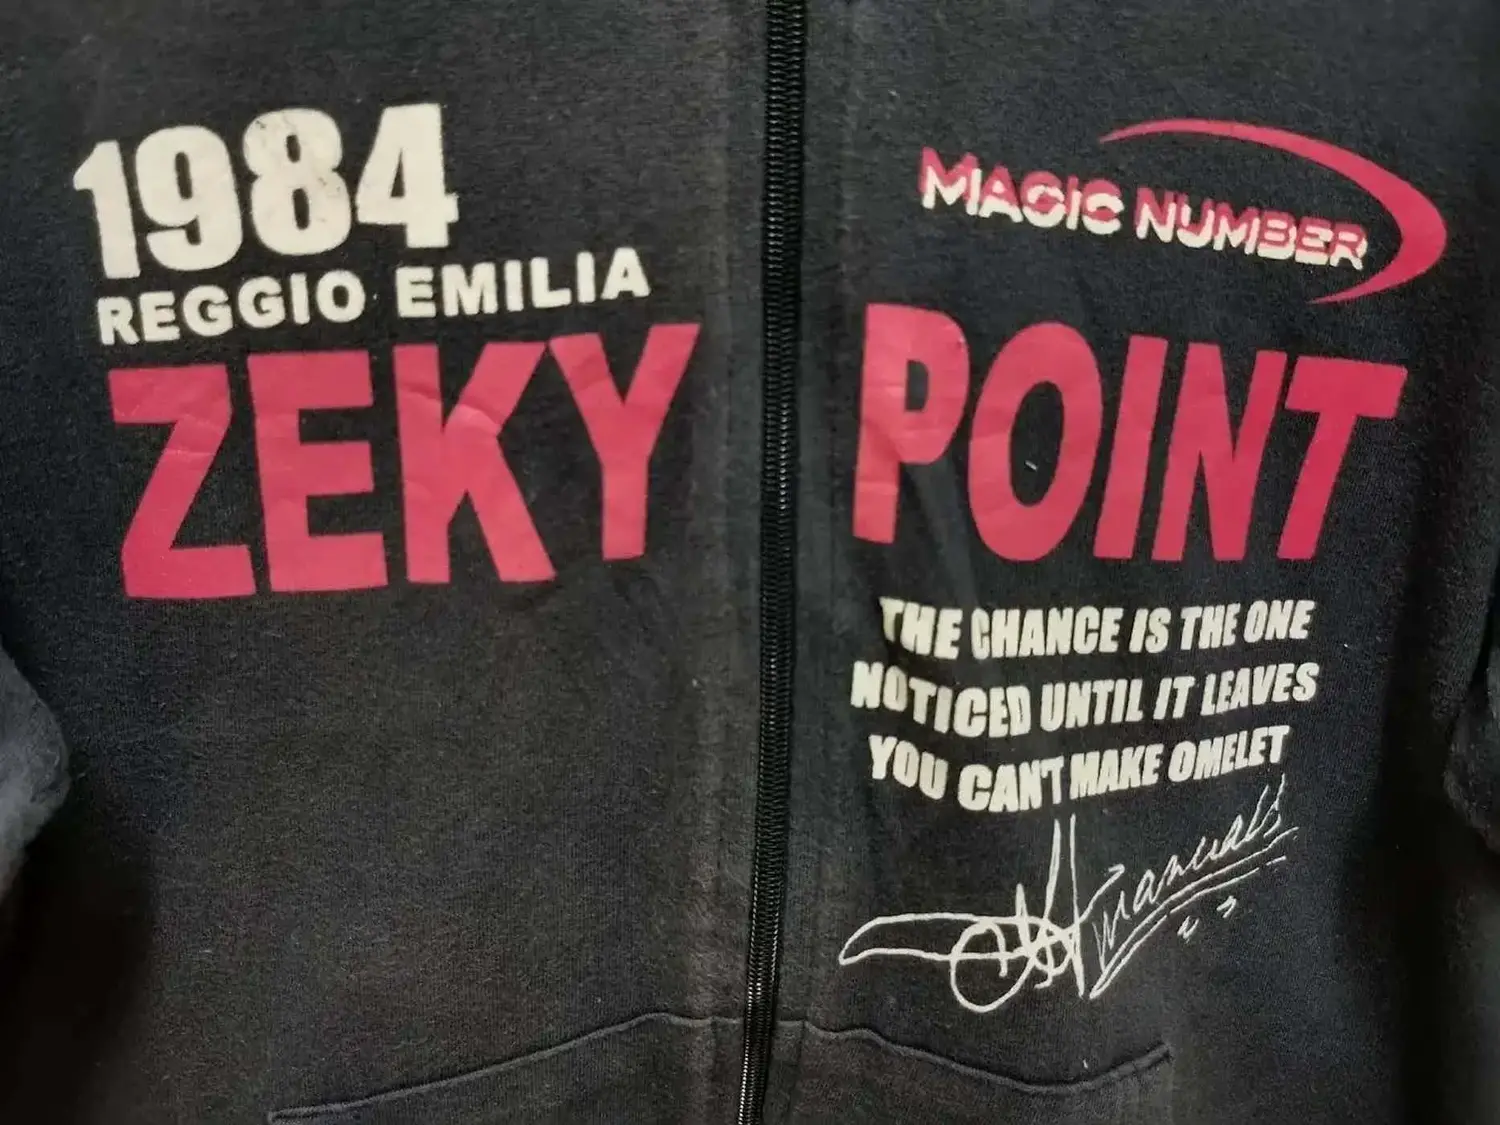 1984
REGGIO EMILIA
ZEKY
MAGIC NUMBER
POINT
THE CHANCE IS THE ONE
NOTICED UNTIL IT LEAVES
YOU CAN'T MAKE OMELET